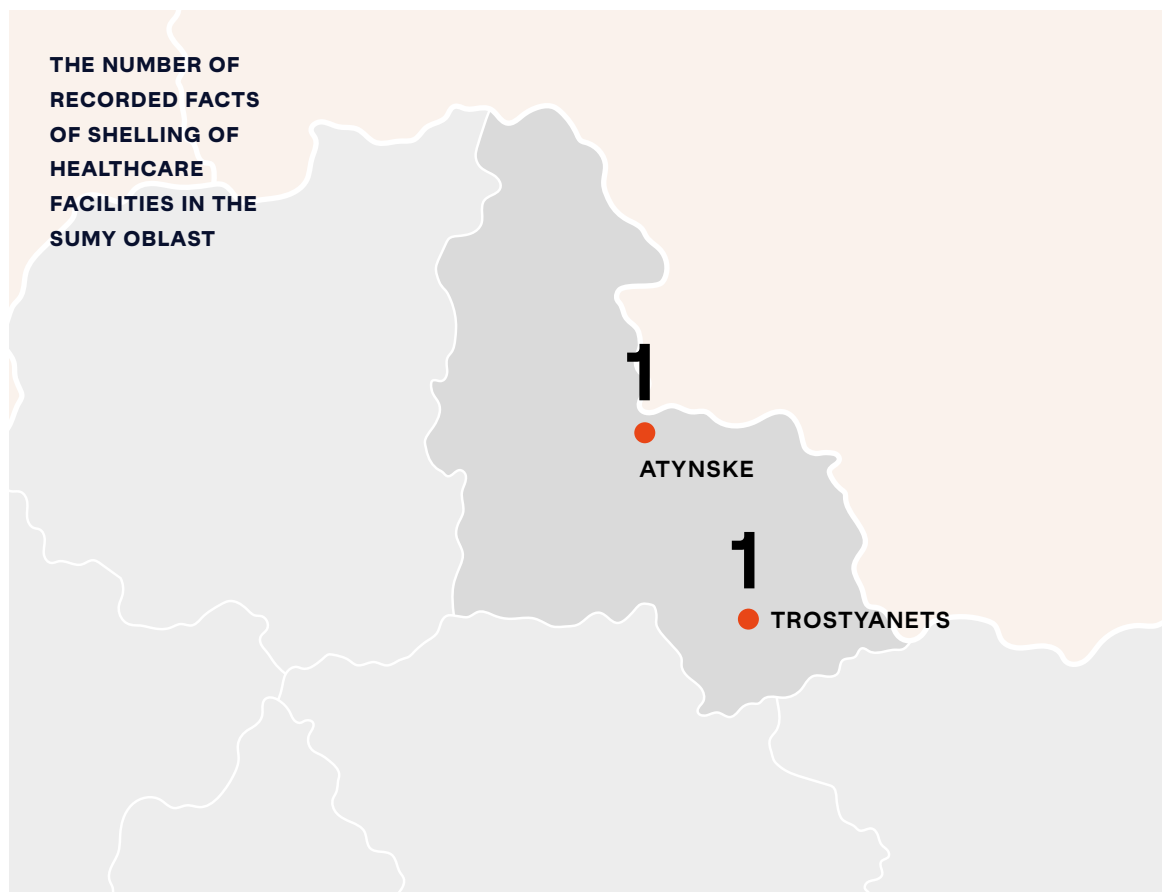 THE NUMBER OF
RECORDED FACTS
OF SHELLING OF
HEALTHCARE
FACILITIES IN THE
SUMY OBLAST
1
ATYNSKE
1
TROSTYANETS